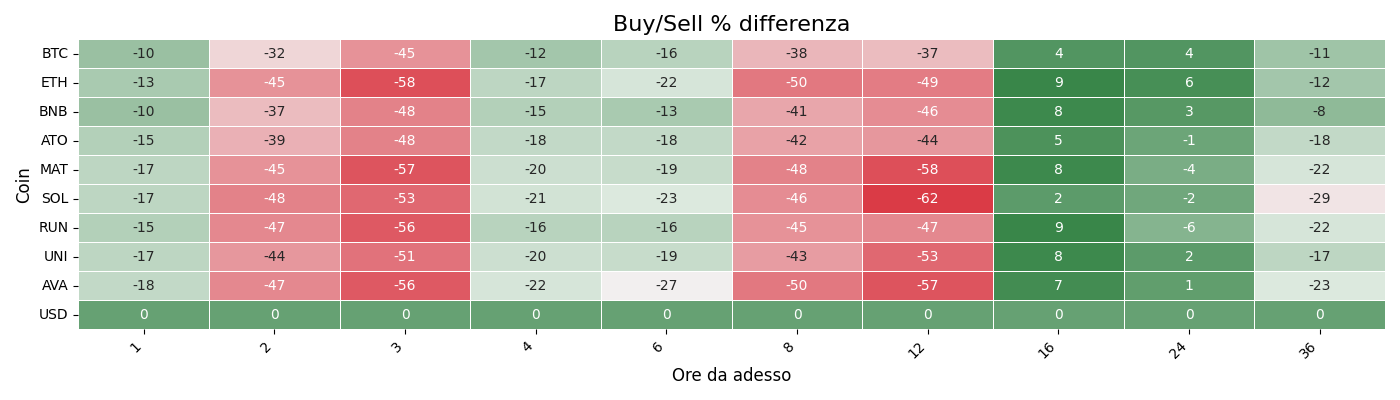 Buy/Sell % differenza
Coin
BTC -10 -32 -45 -12 -16 -38 -37 4 4 -11
ETH -13 -45 -58 -17 -22 -50 -49 9 6 -12
BNB -10 -37 -48 -15 -13 -41 -46 8 3 -8
ATO -15 -39 -48 -18 -18 -42 -44 5 -1 -18
MAT -17 -45 -57 -20 -19 -48 -58 8 -4 -22
SOL -17 -48 -53 -21 -23 -46 -62 2 -2 -29
RUN -15 -47 -56 -16 -16 -45 -47 9 -6 -22
UNI -17 -44 -51 -20 -19 -43 -53 8 2 -17
AVA -18 -47 -56 -22 -27 -50 -57 7 1 -23
USD 0 0 0 0 0 0 0 0 0 0
1 2 3 4 6 8 12 16 24 36
Ore da adesso